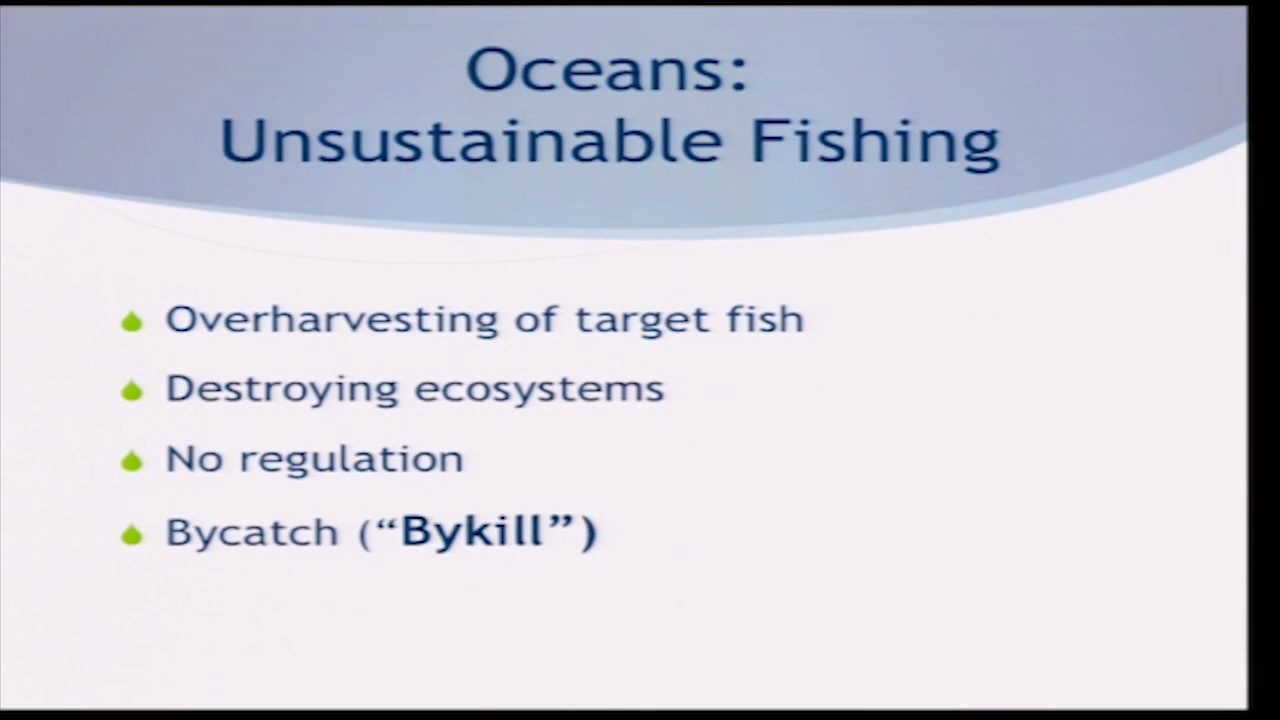 Oceans:
Unsustainable Fishing
Overharvesting of target fish
Destroying ecosystems
No regulation
Bycatch (“Bykill”)